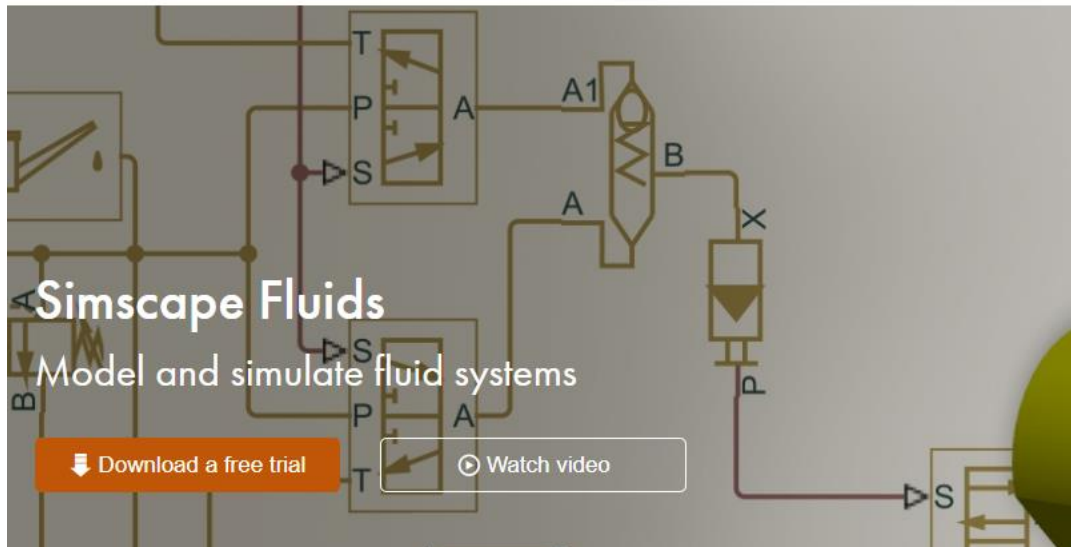 T
P
A
S
A1
A
B
X
P
S
A
B
Simscape Fluids
Model and simulate fluid systems
S
P
A
T
Download a free trial
Watch video
S